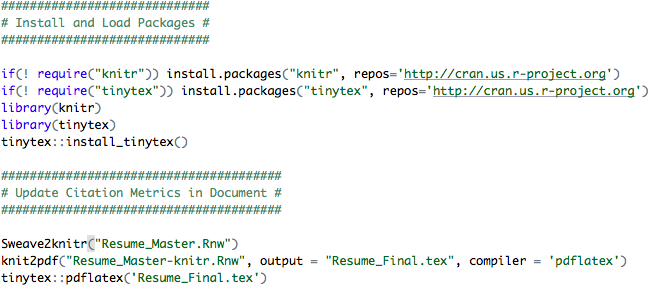 ############################
# Install and Load Packages #
############################
if(! require("knitr")) install.packages("knitr", repos='http://cran.us.r-project.org')
if(! require("tinytex")) install.packages("tinytex", repos='http://cran.us.r-project.org')
library(knitr)
library(tinytex)
tinytex::install_tinytex()
######################################
# Update Citation Metrics in Document #
######################################
Sweave2knitr("Resume_Master.Rnw")
knit2pdf("Resume_Master-knitr.Rnw", output = "Resume_Final.tex", compiler = 'pdflatex')
tinytex::pdflatex('Resume_Final.tex')